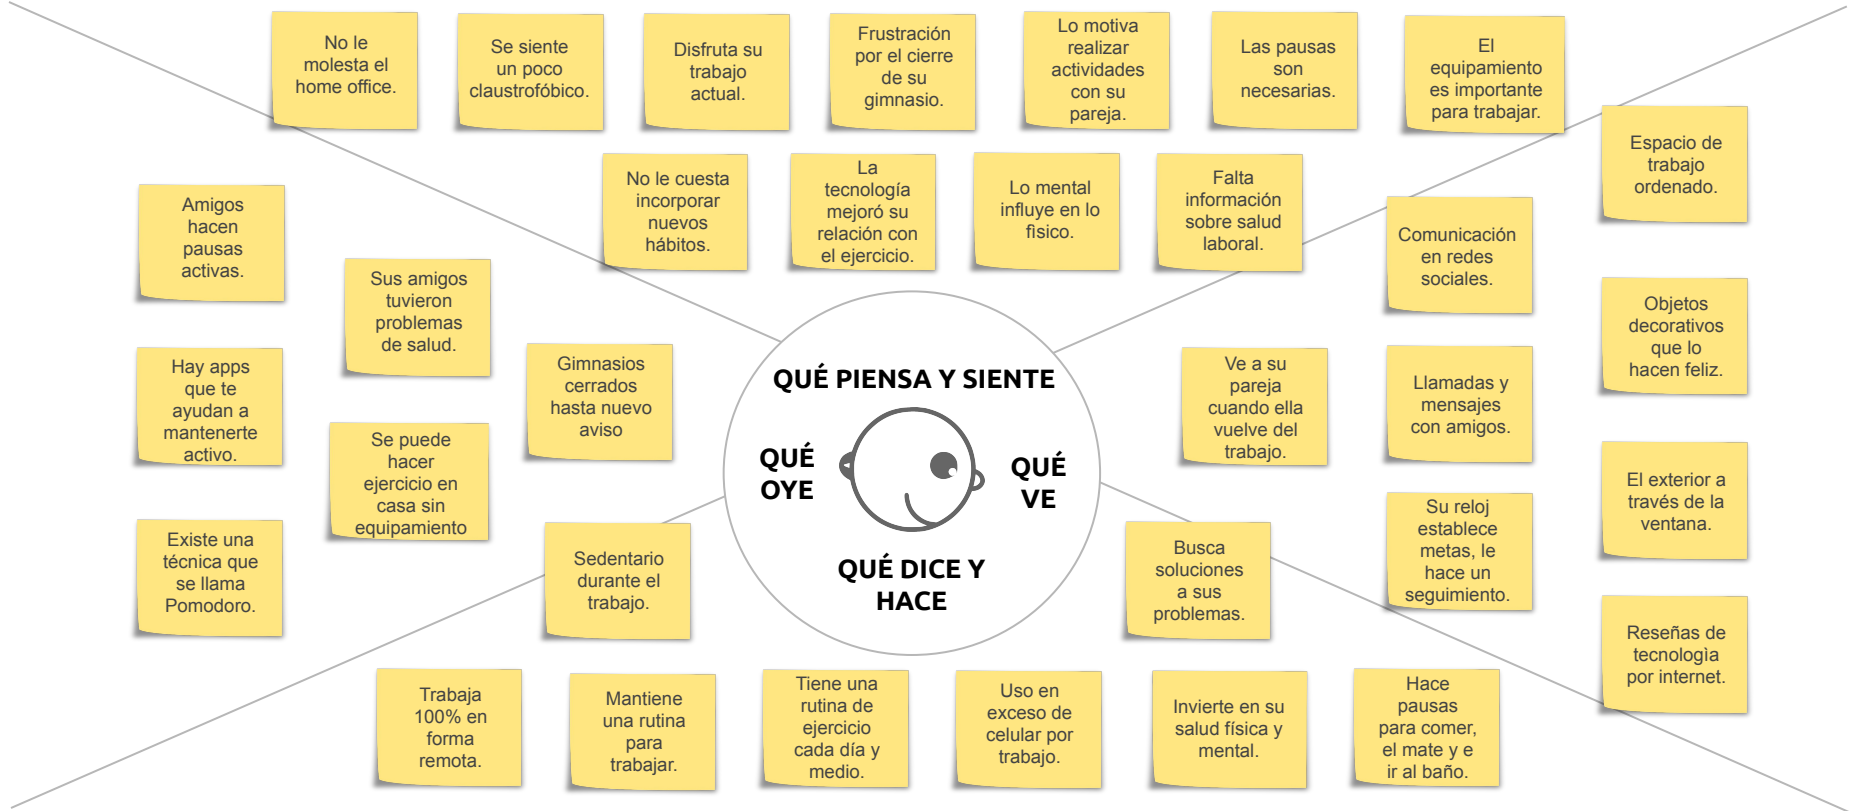 No le
molesta el
home office.
Se siente
un poco
claustrofóbico.
Disfruta su
trabajo
actual.
Frustración
por el cierre
de su
gimnasio.
Lo motiva
realizar
actividades
con su
pareja.
Las pausas
son
necesarias.
El
equipamiento
es importante
para trabajar.
No le cuesta
incorporar
nuevos
hábitos.
La
tecnología
mejoró su
relación con
el ejercicio.
Lo mental
influye en lo
fìsico.
Falta
información
sobre salud
laboral.
Amigos
hacen
pausas
activas.
Sus amigos
tuvieron
problemas
de salud.
Hay apps
que te
ayudan a
mantenerte
activo.
Gimnasios
cerrados
hasta nuevo
aviso
Se puede
hacer
ejercicio en
casa sin
equipamiento
Existe una
técnica que
se llama
Pomodoro.
QUÉ PIENSA Y SIENTE
QUÉ
OYE
QUÉ
VE
QUÉ DICE Y
HACE
Espacio de
trabajo
ordenado.
Comunicación
en redes
sociales.
Objetos
decorativos
que lo
hacen feliz.
Ve a su
pareja
cuando ella
vuelve del
trabajo.
Llamadas y
mensajes
con amigos.
El exterior a
través de la
ventana.
Su reloj
establece
metas, le
hace un
seguimiento.
Reseñas de
tecnologìa
por internet.
Sedentario
durante el
trabajo.
Busca
soluciones
a sus
problemas.
Trabaja
100% en
forma
remota.
Mantiene
una rutina
para
trabajar.
Tiene una
rutina de
ejercicio
cada día y
medio.
Uso en
exceso de
celular por
trabajo.
Invierte en su
salud física y
mental.
Hace
pausas
para comer,
el mate y e
ir al baño.